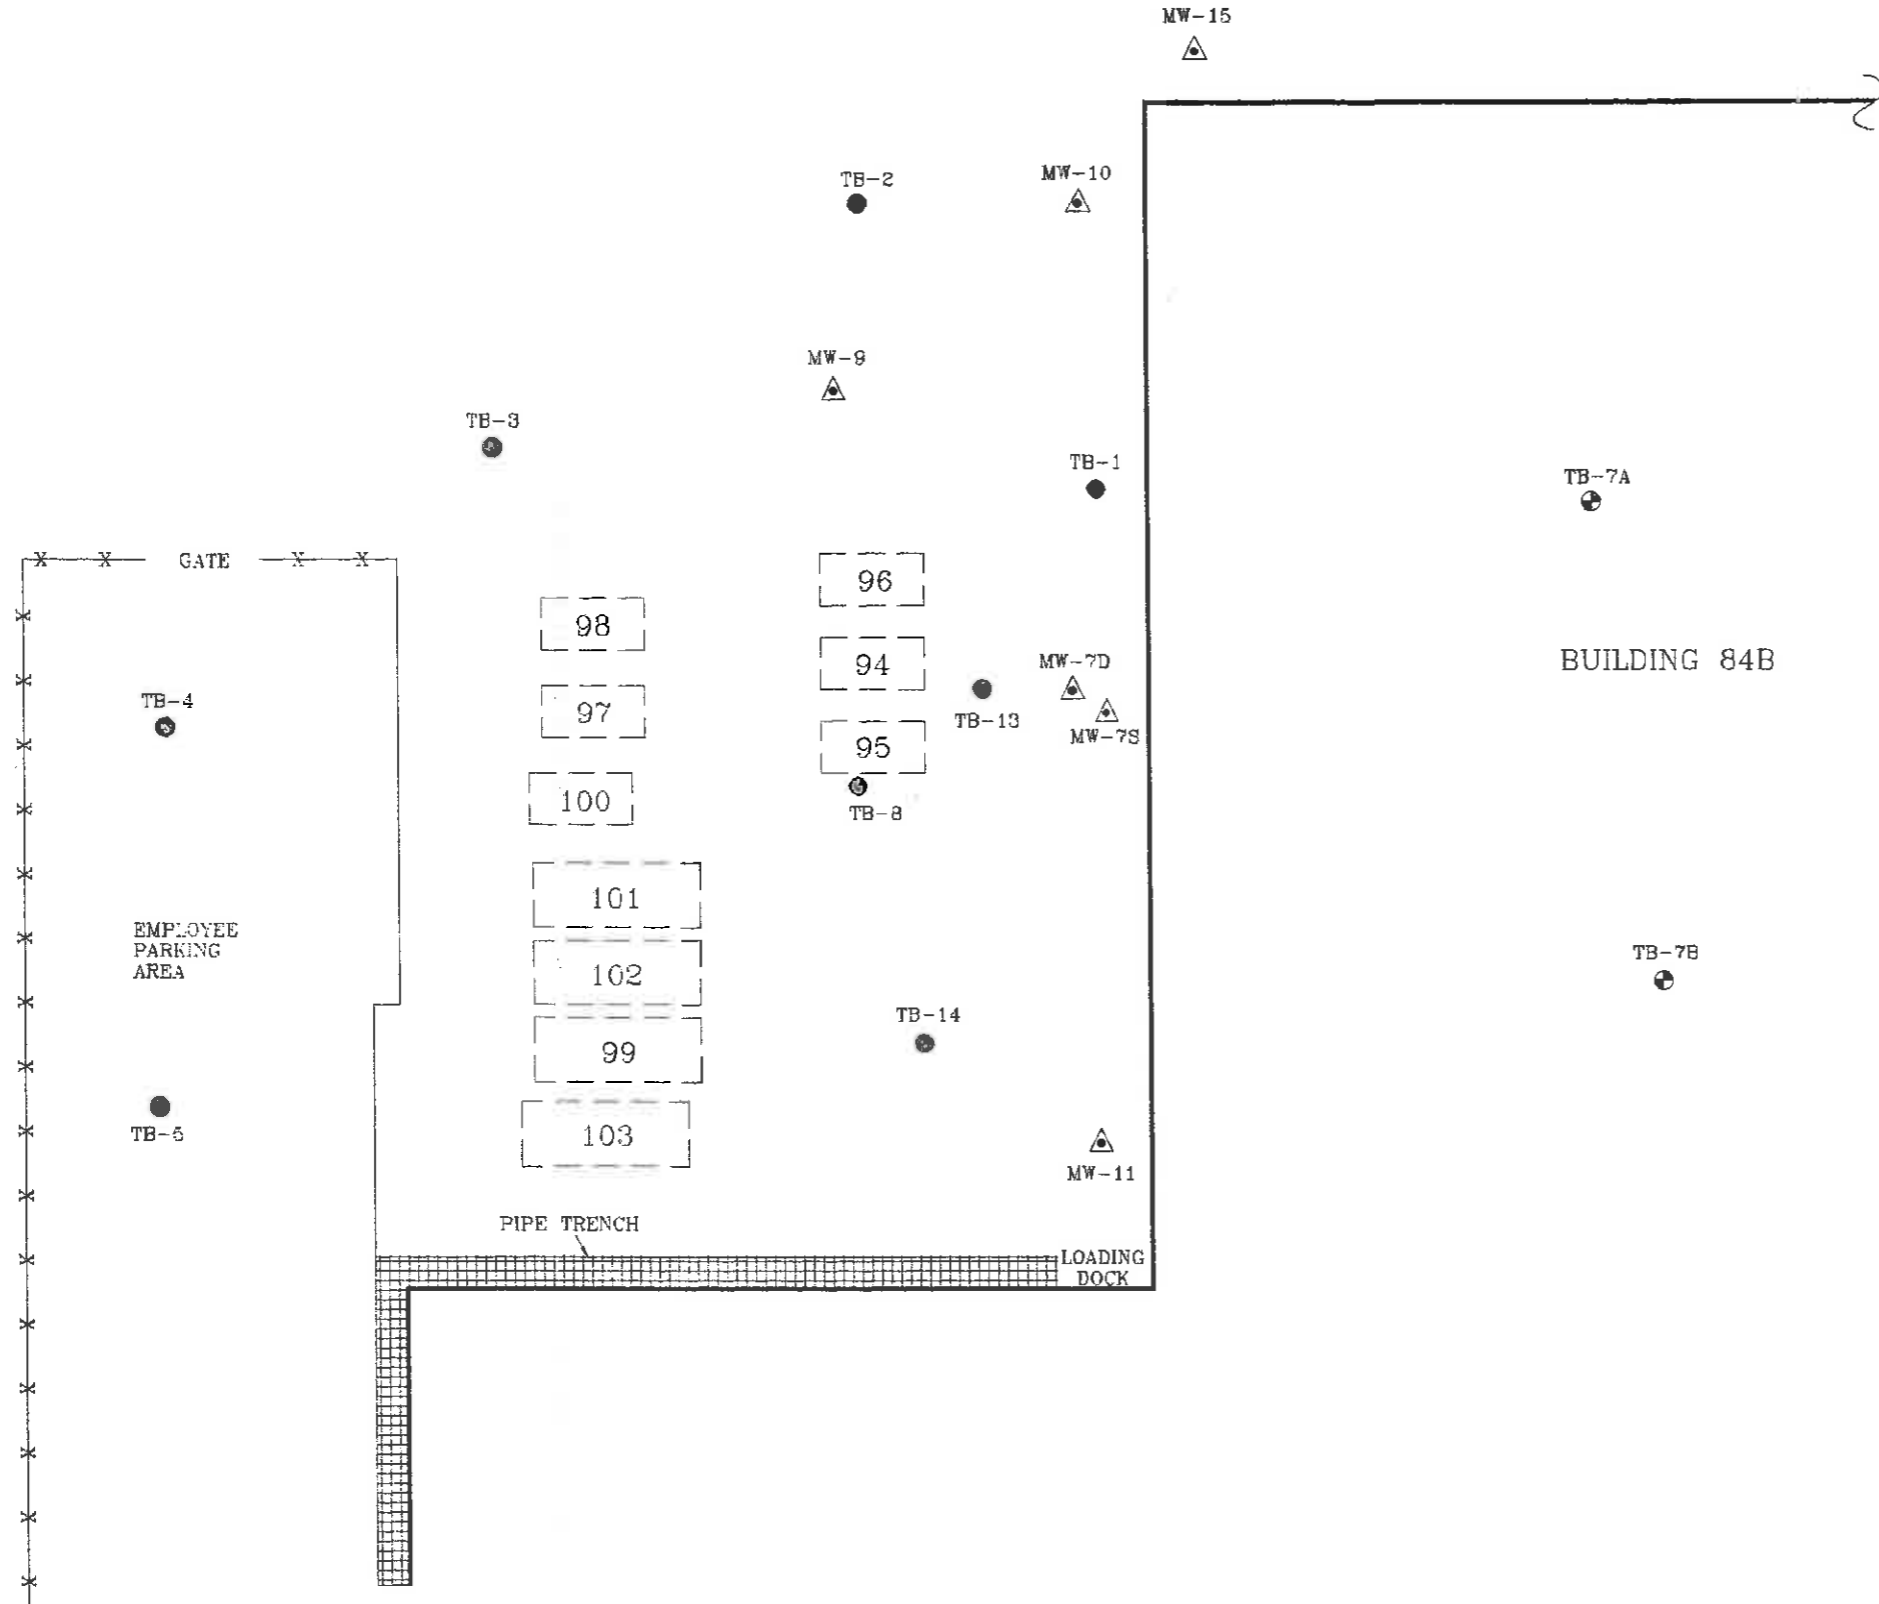 MW-15
TB-2
MW-10
MW-9
TB-3
TB-1
TB-7A
GATE
96
98
94
MW-7D
BUILDING 84B
TB-4
97
TB-13
MW-7S
95
100
TB-8
101
EMPLOYEE
PARKING
AREA
102
TB-7B
TB-14
99
TB-5
103
MW-11
PIPE TRENCH
LOADING
DOCK